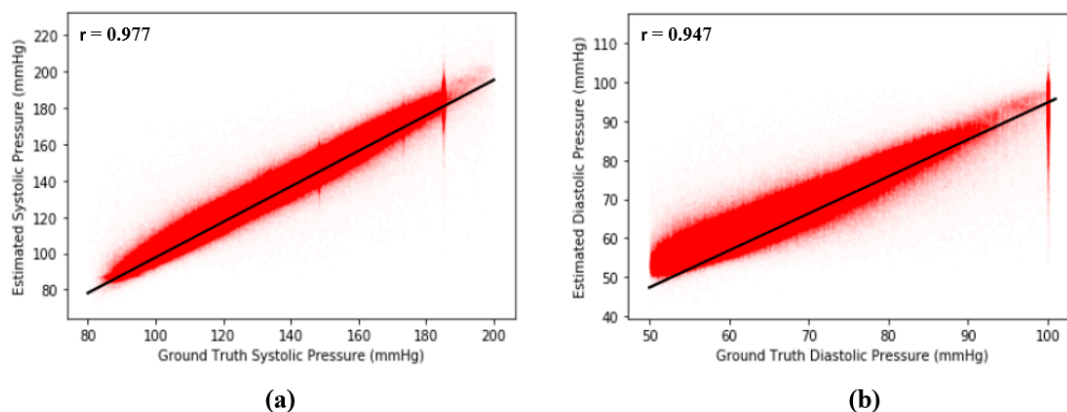 r = 0.977
220
200
180
160
140
120
100
80
Estimated Systolic Pressure (mmHg)
80 100 120 140 160 180 200
Ground Truth Systolic Pressure (mmHg)
(a)
r = 0.947
110
100
90
80
70
60
50
40
Estimated Diastolic Pressure (mmHg)
50 60 70 80 90 100
Ground Truth Diastolic Pressure (mmHg)
(b)